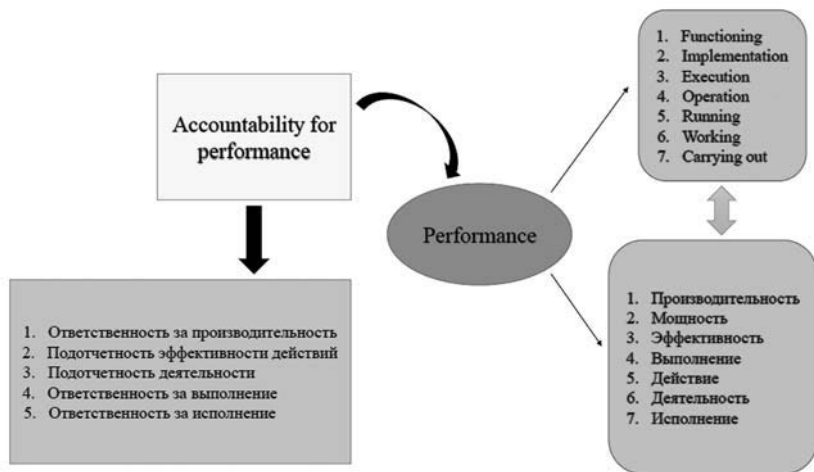 Accountability for
performance
Performance
1. Functioning
2. Implementation
3. Execution
4. Operation
5. Running
6. Working
7. Carrying out
1. Ответственность за производительность
2. Подотчетность эффективности действий
3. Подотчетность деятельности
4. Ответственность за выполнение
5. Ответственность за исполнение
1. Производительность
2. Мощность
3. Эффективность
4. Выполнение
5. Действие
6. Деятельность
7. Исполнение